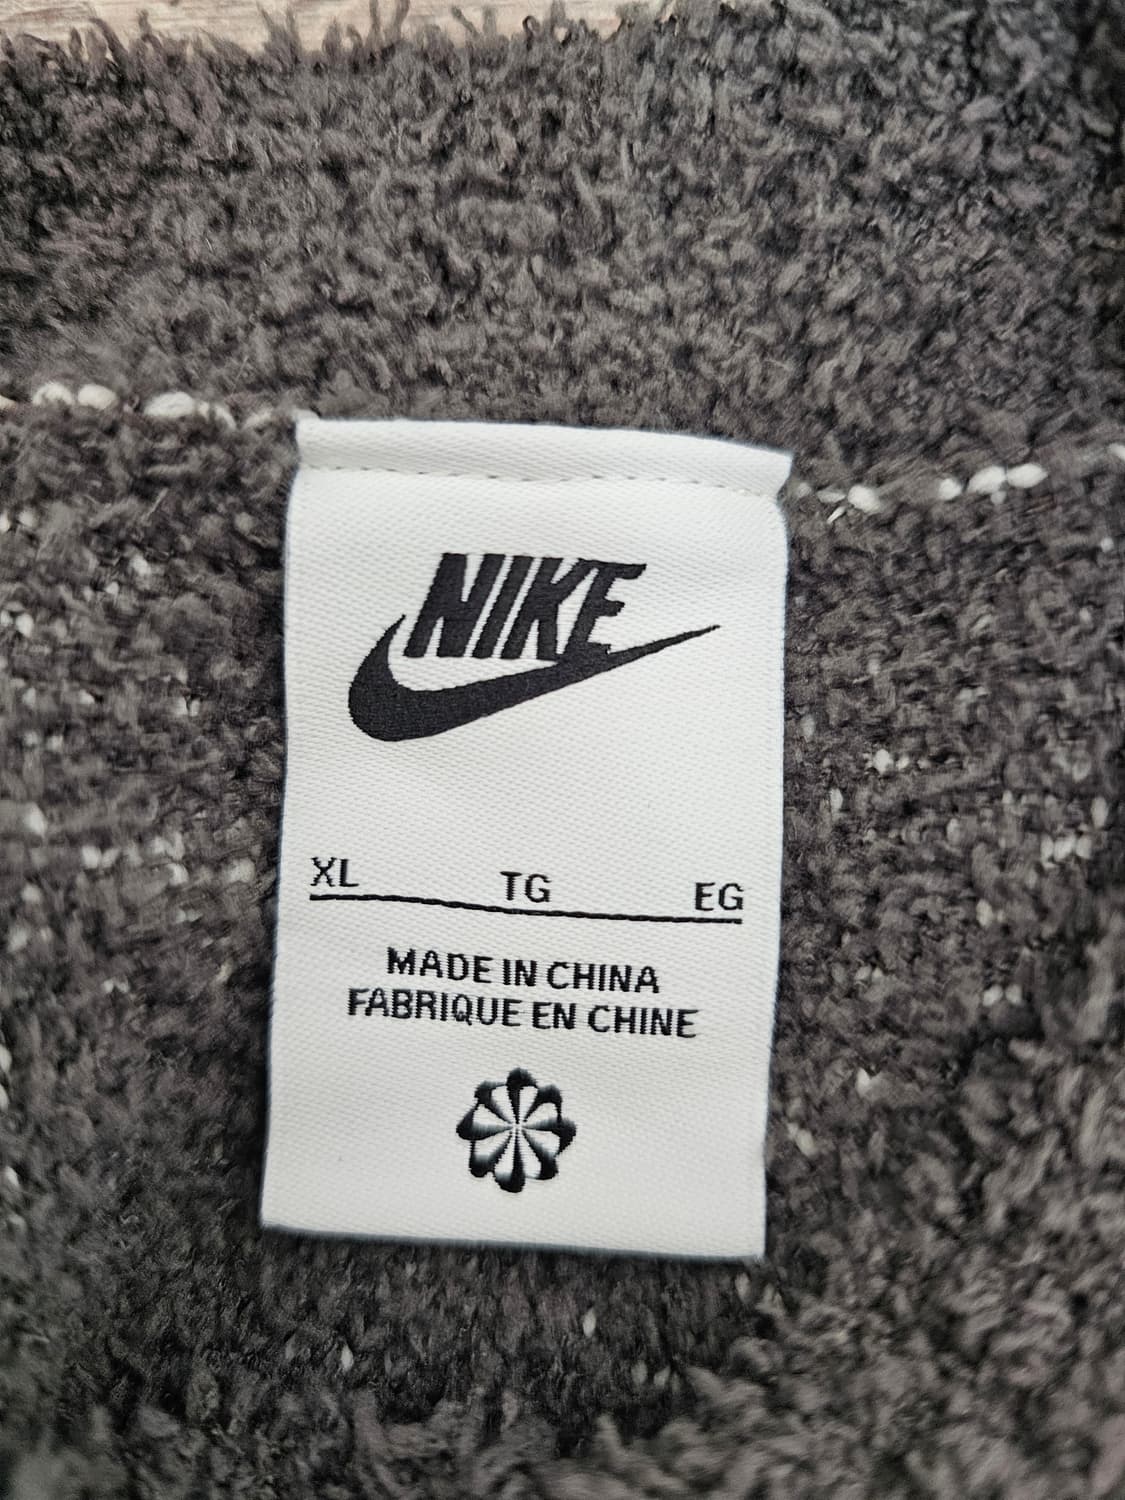 NIKE
XL TG EG
MADE IN CHINA
FABRIQUE EN CHINE